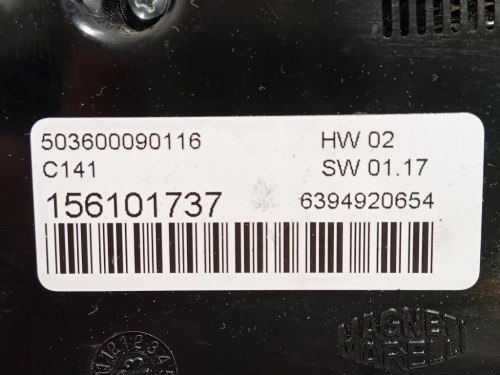 503600090116 HW 02
C141 SW 01.17
156101737 6394920654
MAGNETI
MARELLI